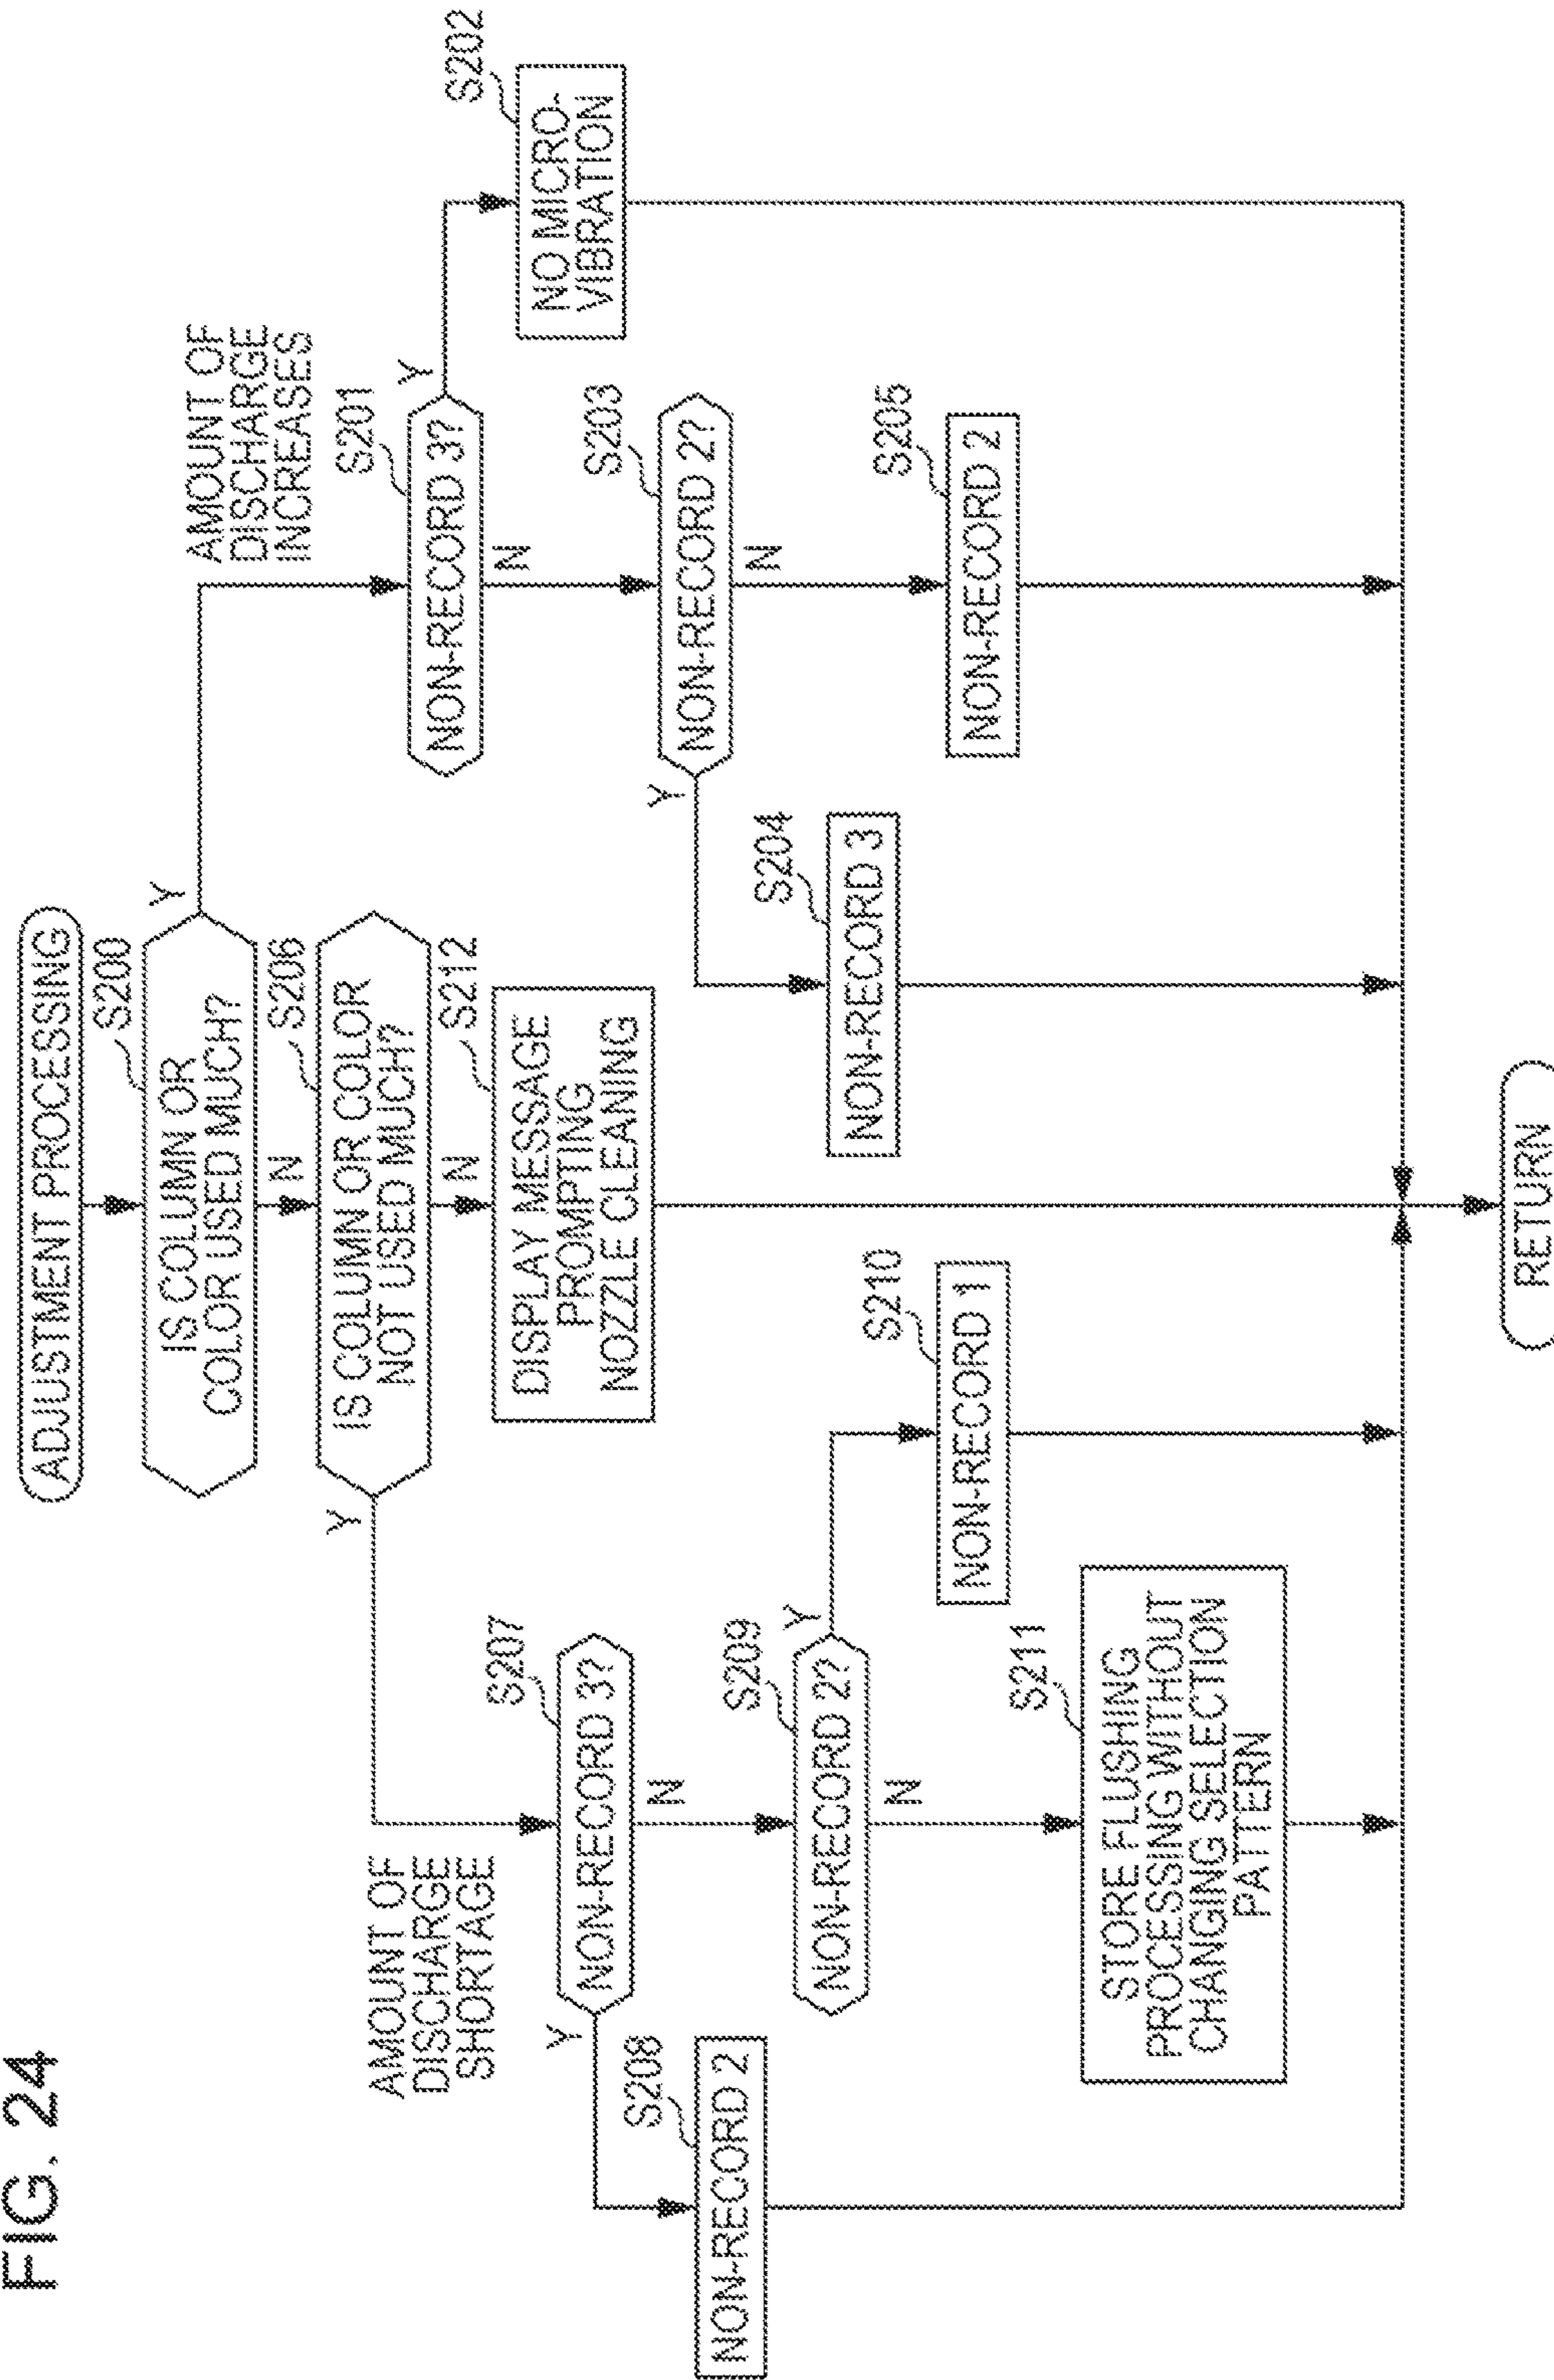 FIG. 24
ADJUSTMENT PROCESSING
S200
IS COLUMN OR
COLOR USED MUCH?
Y
N
AMOUNT OF
DISCHARGE
INCREASES
S201
NON-RECORD 3?
Y
N
S202
NO MICRO-
VIBRATION
S203
NON-RECORD 2?
Y
N
S204
NON-RECORD 3
S205
NON-RECORD 2
S206
IS COLUMN OR COLOR
NOT USED MUCH?
Y
N
AMOUNT OF
DISCHARGE
SHORTAGE
S207
NON-RECORD 3?
Y
N
S208
NON-RECORD 2
S209
NON-RECORD 2?
Y
N
S210
NON-RECORD 1
S211
STORE FLUSHING
PROCESSING WITHOUT
CHANGING SELECTION
PATTERN
S212
DISPLAY MESSAGE
PROMPTING
NOZZLE CLEANING
RETURN